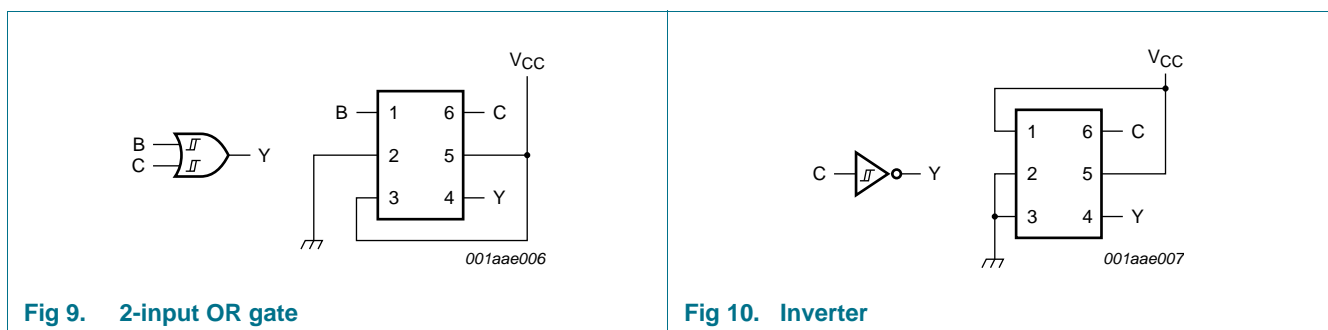 VCC
B 1 6 C
B
C
Y
2 5
3 4 Y
001aae006
Fig 9. 2-input OR gate
VCC
1 6 C
C
Y
2 5
3 4 Y
001aae007
Fig 10. Inverter